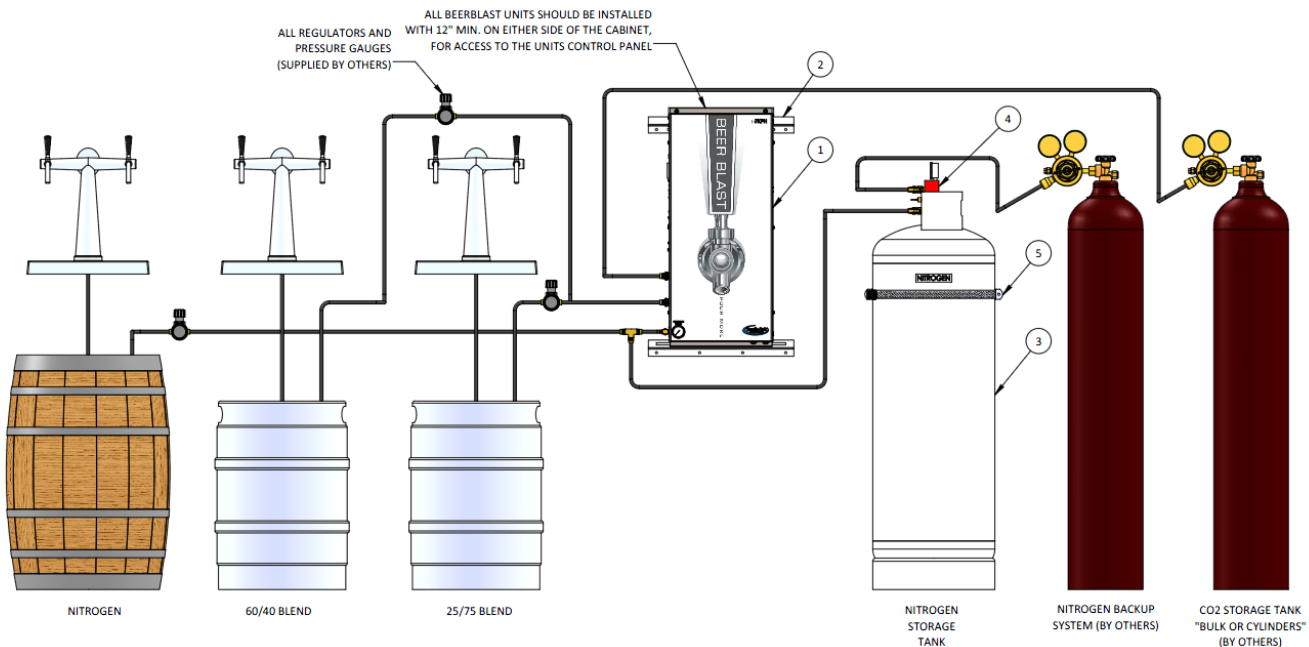 ALL BEERBLAST UNITS SHOULD BE INSTALLED
WITH 12" MIN. ON EITHER SIDE OF THE CABINET,
FOR ACCESS TO THE UNITS CONTROL PANEL
ALL REGULATORS AND
PRESSURE GAUGES
(SUPPLIED BY OTHERS)
2
4
1
BEER BLAST
POUR MORE
NITROGEN
5
3
NITROGEN
60/40 BLEND
25/75 BLEND
NITROGEN
STORAGE
TANK
NITROGEN BACKUP
SYSTEM (BY OTHERS)
CO2 STORAGE TANK
"BULK OR CYLINDERS"
(BY OTHERS)